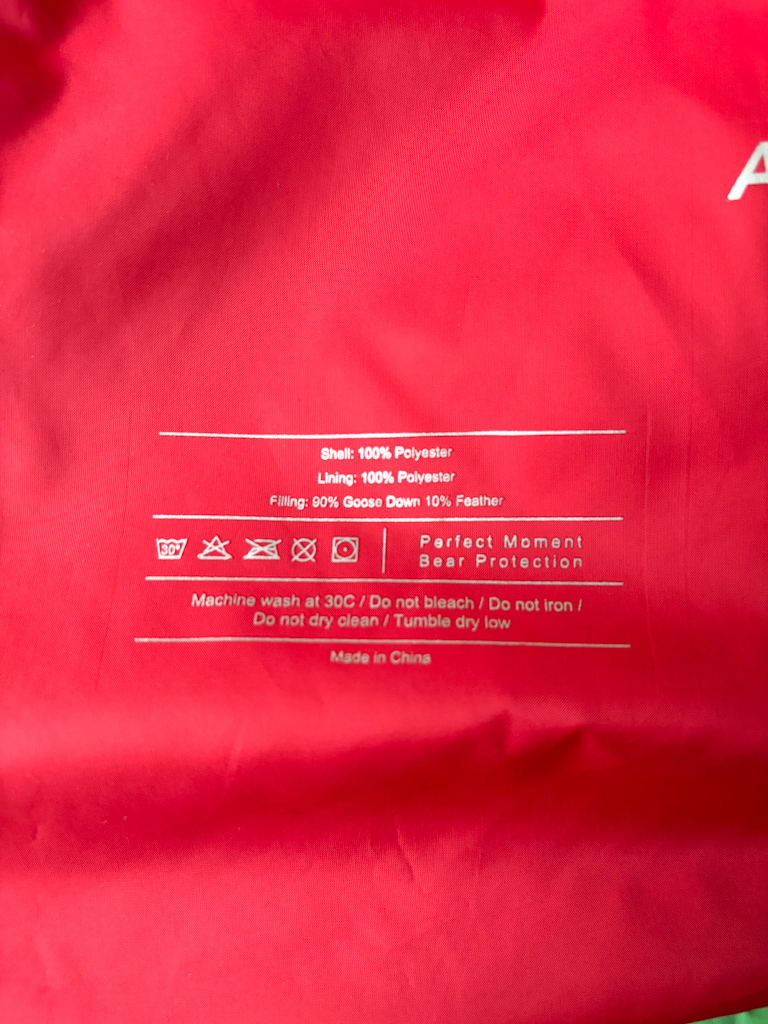 A
Shell: 100% Polyester
Lining: 100% Polyester
Filling: 90% Goose Down 10% Feather
30°
Perfect Moment
Bear Protection
Machine wash at 30C / Do not bleach / Do not iron /
Do not dry clean / Tumble dry low
Made in China